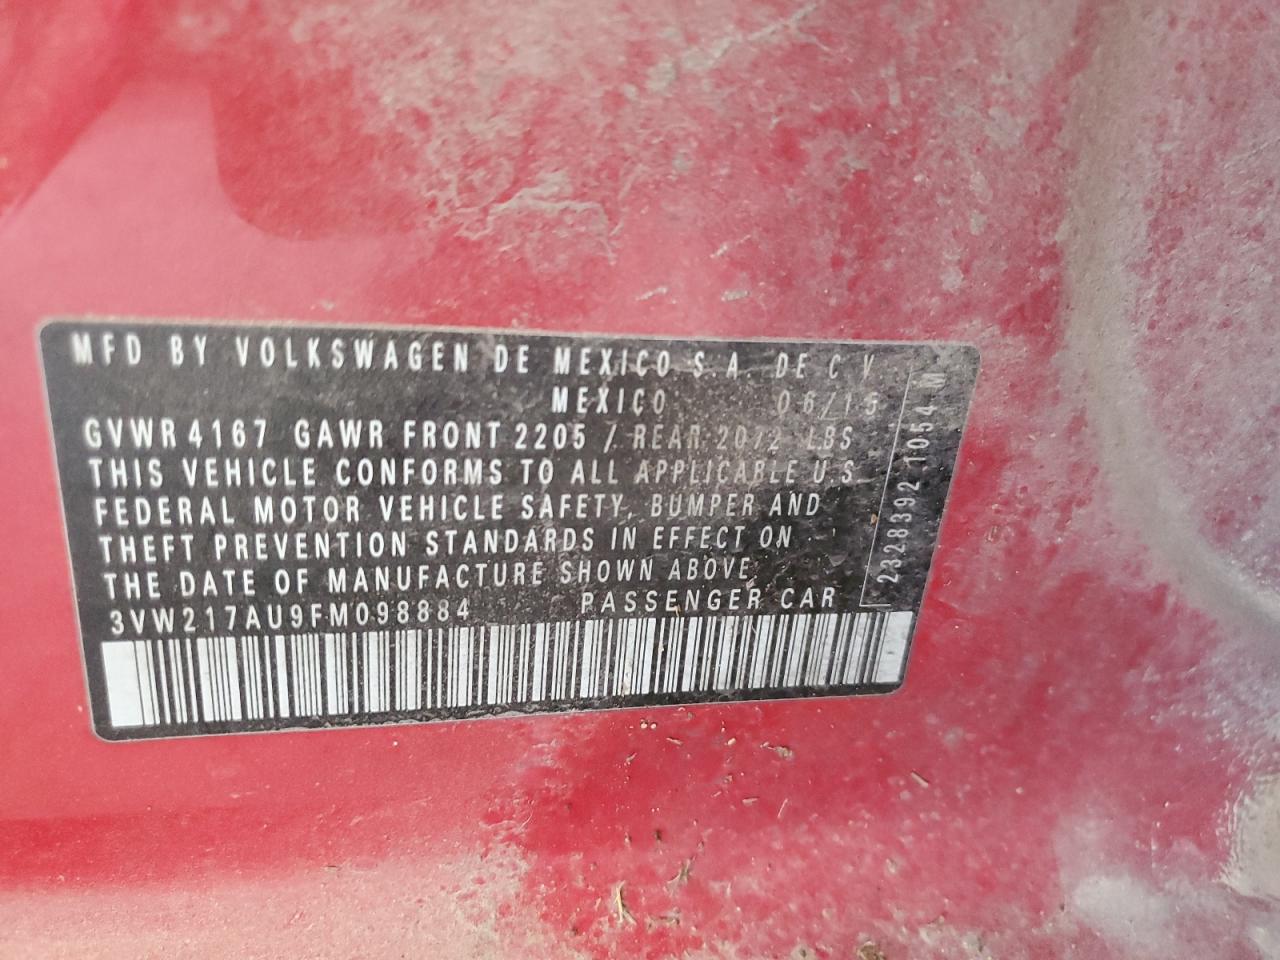 MFD BY VOLKSWAGEN DE MEXICO S.A. DE C V
MEXICO 06/15
GVWR 4167 GAWR FRONT 2205 / REAR 2072 LBS
THIS VEHICLE CONFORMS TO ALL APPLICABLE U.S.
FEDERAL MOTOR VEHICLE SAFETY, BUMPER AND
THEFT PREVENTION STANDARDS IN EFFECT ON
THE DATE OF MANUFACTURE SHOWN ABOVE
3VW217AU9FM098884 PASSENGER CAR
2328392 1054 M